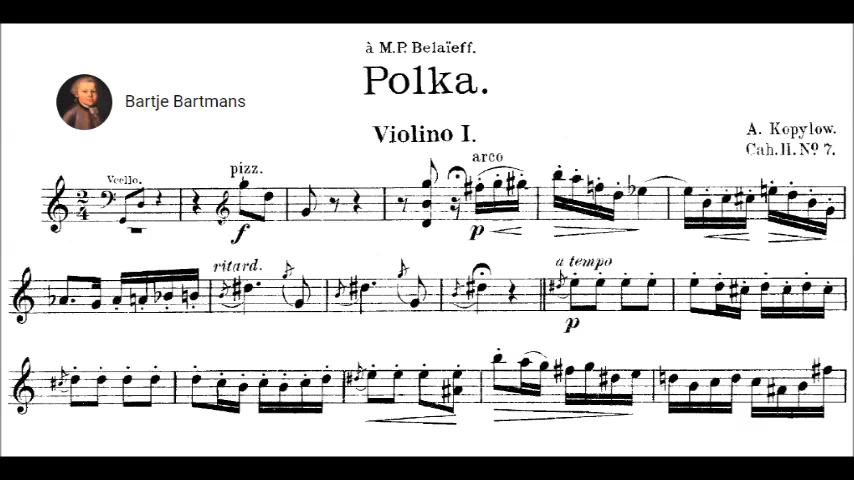 à M.P. Belaïeff.
Polka.
Bartje Bartmans
Violino I.
A. Kopylow.
Cah. II. Nº 7.
Vcello.
pizz.
arco
f
p
ritard.
a tempo
p